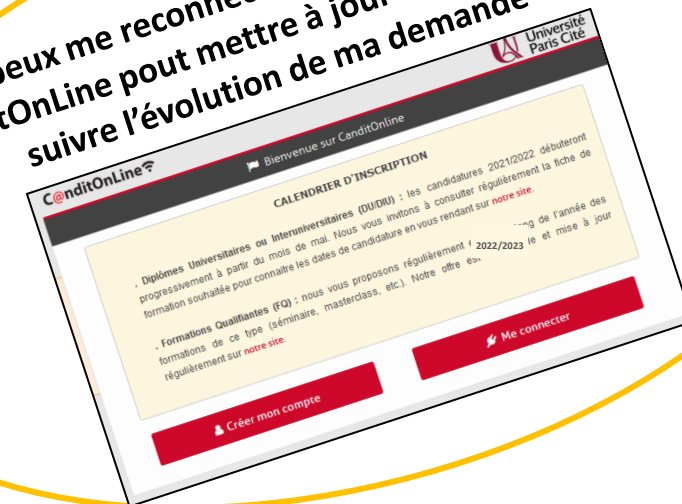 peux me reconnec
tOnLine pout mettre à jour
suivre l'évolution de ma demande
Université
Paris Cité
C@nditOnLine
Bienvenue sur CanditOnline
CALENDRIER D'INSCRIPTION
. Diplômes Universitaires ou Interuniversitaires (DU/DIU) : les candidatures 2021/2022 débuteront
progressivement à partir du mois de mai. Nous vous invitons à consulter régulièrement la fiche de
formation souhaitée pour connaitre les dates de candidature en vous rendant sur notre site.
2022/2023
. Formations Qualifiantes (FQ) : nous vous proposons régulièrement long de l'année des
formations de ce type (séminaire, masterclass, etc.). Notre offre es et mise à jour
régulièrement sur notre site.
Créer mon compte
Me connecter